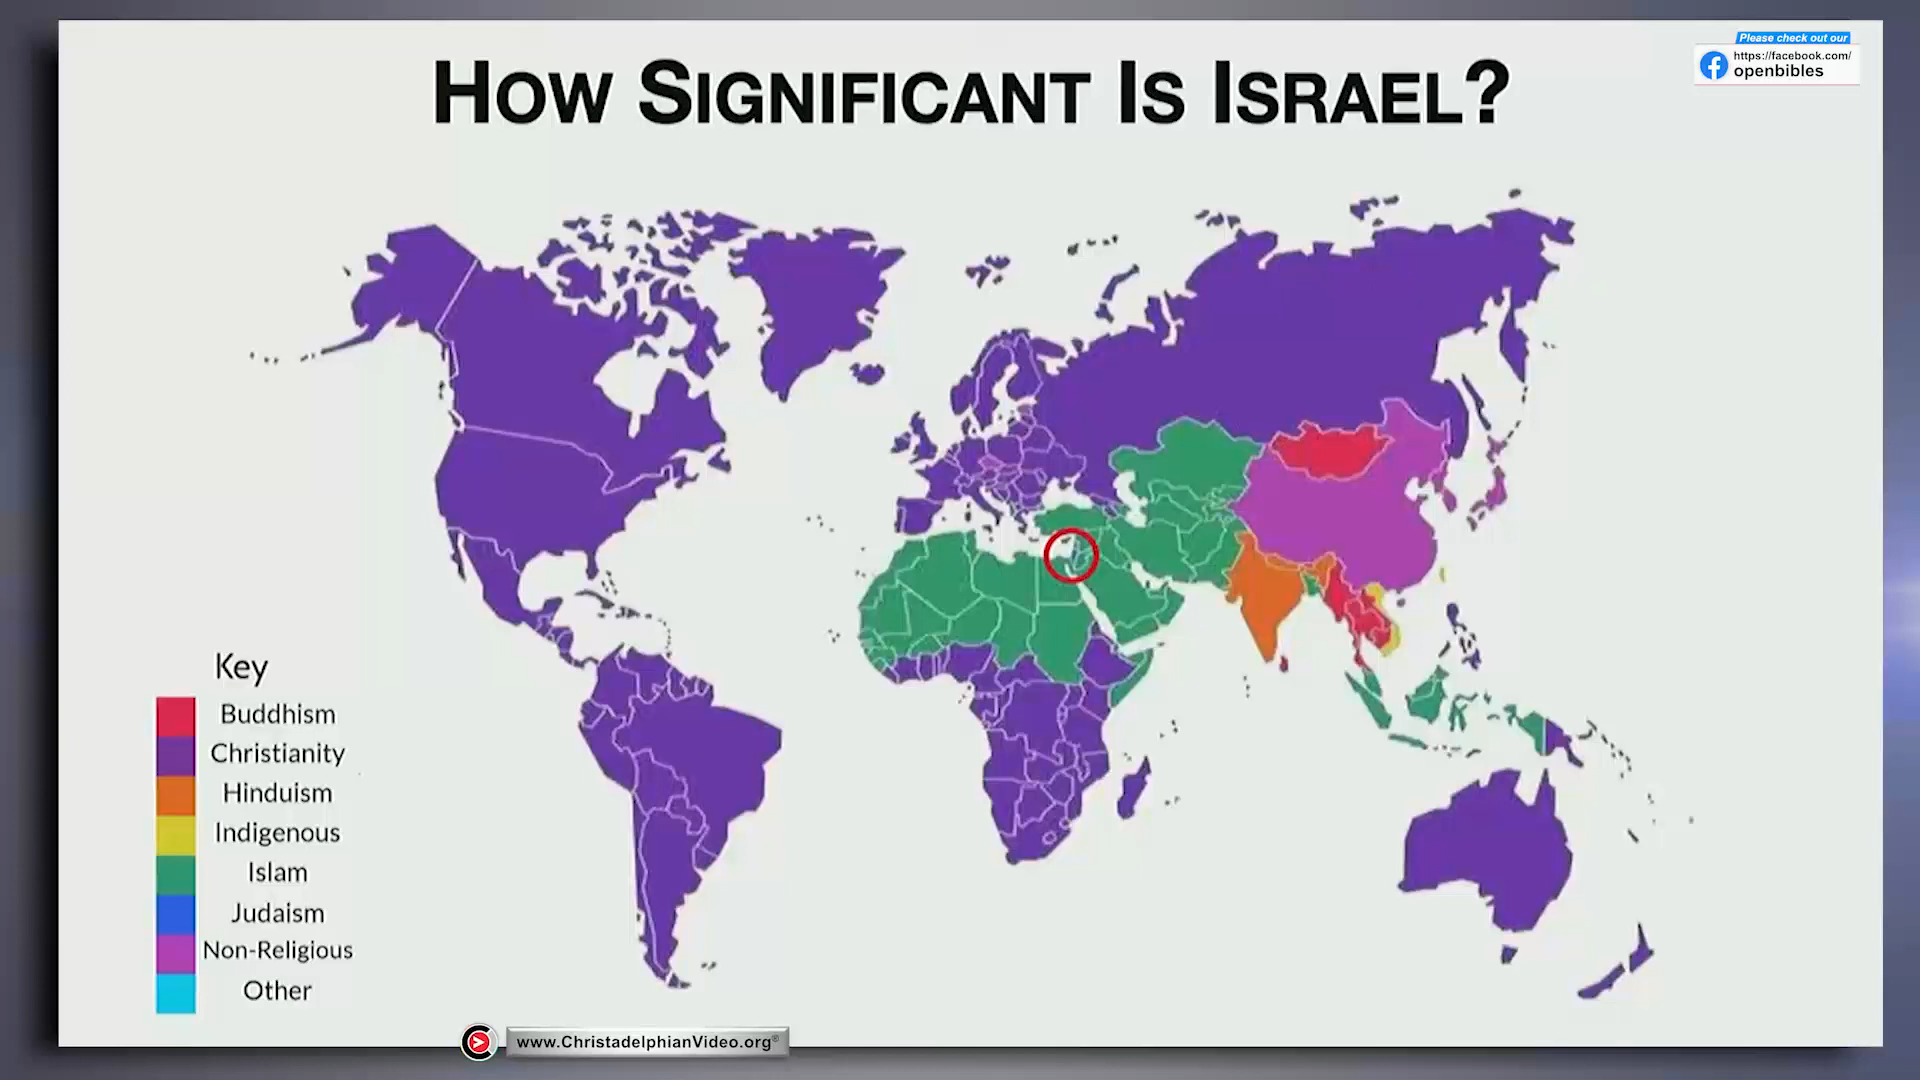 HOW SIGNIFICANT IS ISRAEL?
Please check out our
https://facebook.com/
openbibles
Key
Buddhism
Christianity
Hinduism
Indigenous
Islam
Judaism
Non-Religious
Other
www.ChristadelphianVideo.org®